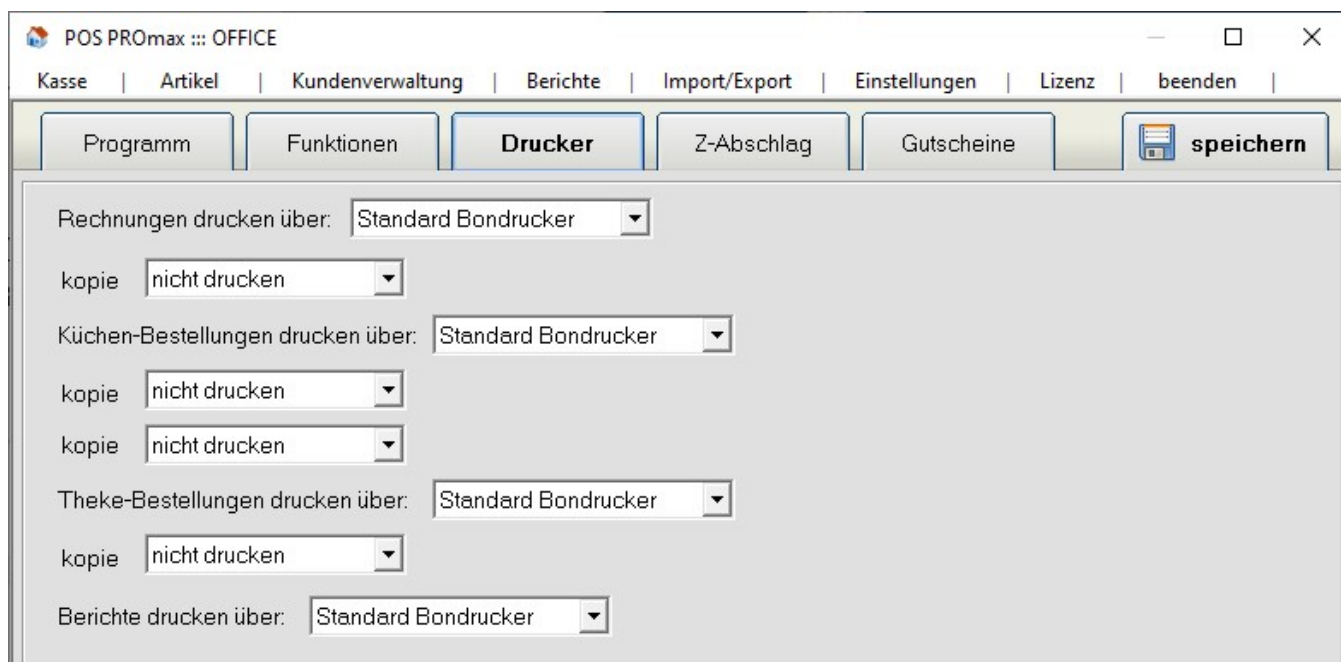 POS PROmax ::: OFFICE
Kasse | Artikel | Kundenverwaltung | Berichte | Import/Export | Einstellungen | Lizenz | beenden |
Programm Funktionen Drucker Z-Abschlag Gutscheine speichern
Rechnungen drucken über: Standard Bondrucker
kopie nicht drucken
Küchen-Bestellungen drucken über: Standard Bondrucker
kopie nicht drucken
kopie nicht drucken
Theke-Bestellungen drucken über: Standard Bondrucker
kopie nicht drucken
Berichte drucken über: Standard Bondrucker